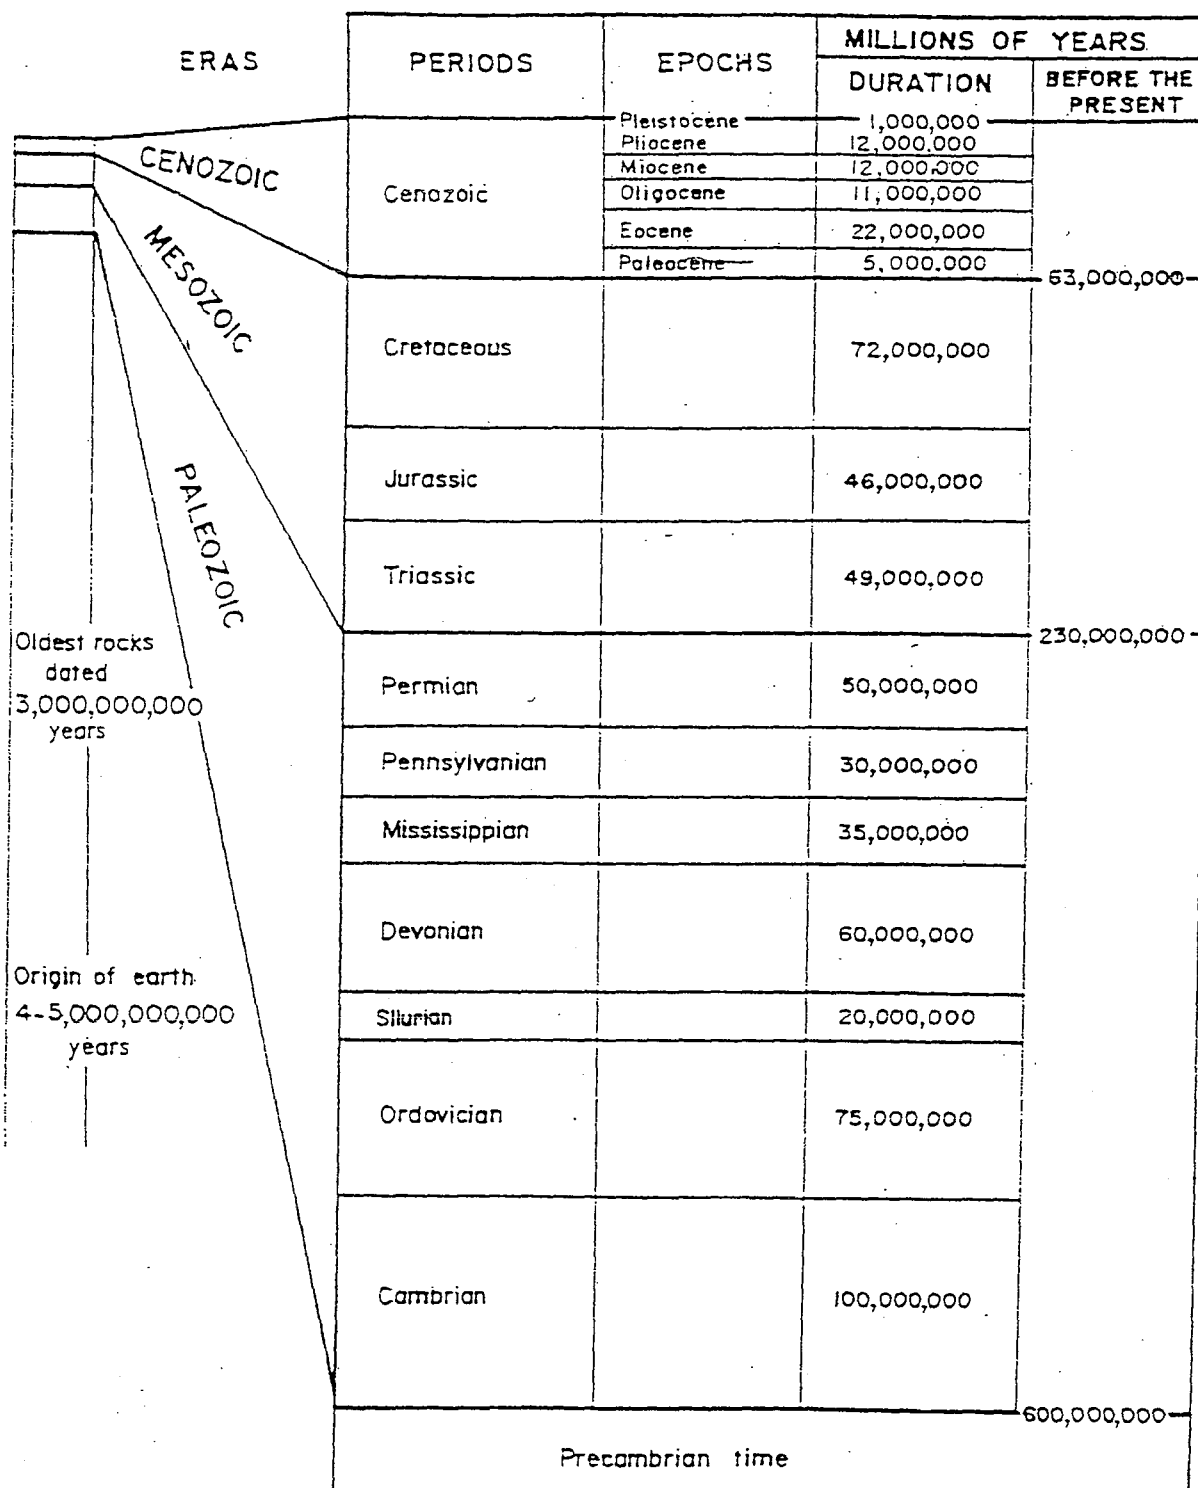 ERAS
PERIODS
EPOCHS
MILLIONS OF YEARS
DURATION
BEFORE THE
PRESENT
CENOZOIC
MESOZOIC
PALEOZOIC
Oldest rocks
dated
3,000,000,000
years
Origin of earth
4-5,000,000,000
years
Cenozoic
Pleistocene 1,000,000
Pliocene 12,000,000
Miocene 12,000,000
Oligocene 11,000,000
Eocene 22,000,000
Paleocene 5,000,000
63,000,000
Cretaceous 72,000,000
Jurassic 46,000,000
Triassic 49,000,000
230,000,000
Permian 50,000,000
Pennsylvanian 30,000,000
Mississippian 35,000,000
Devonian 60,000,000
Silurian 20,000,000
Ordovician 75,000,000
Cambrian 100,000,000
600,000,000
Precambrian time